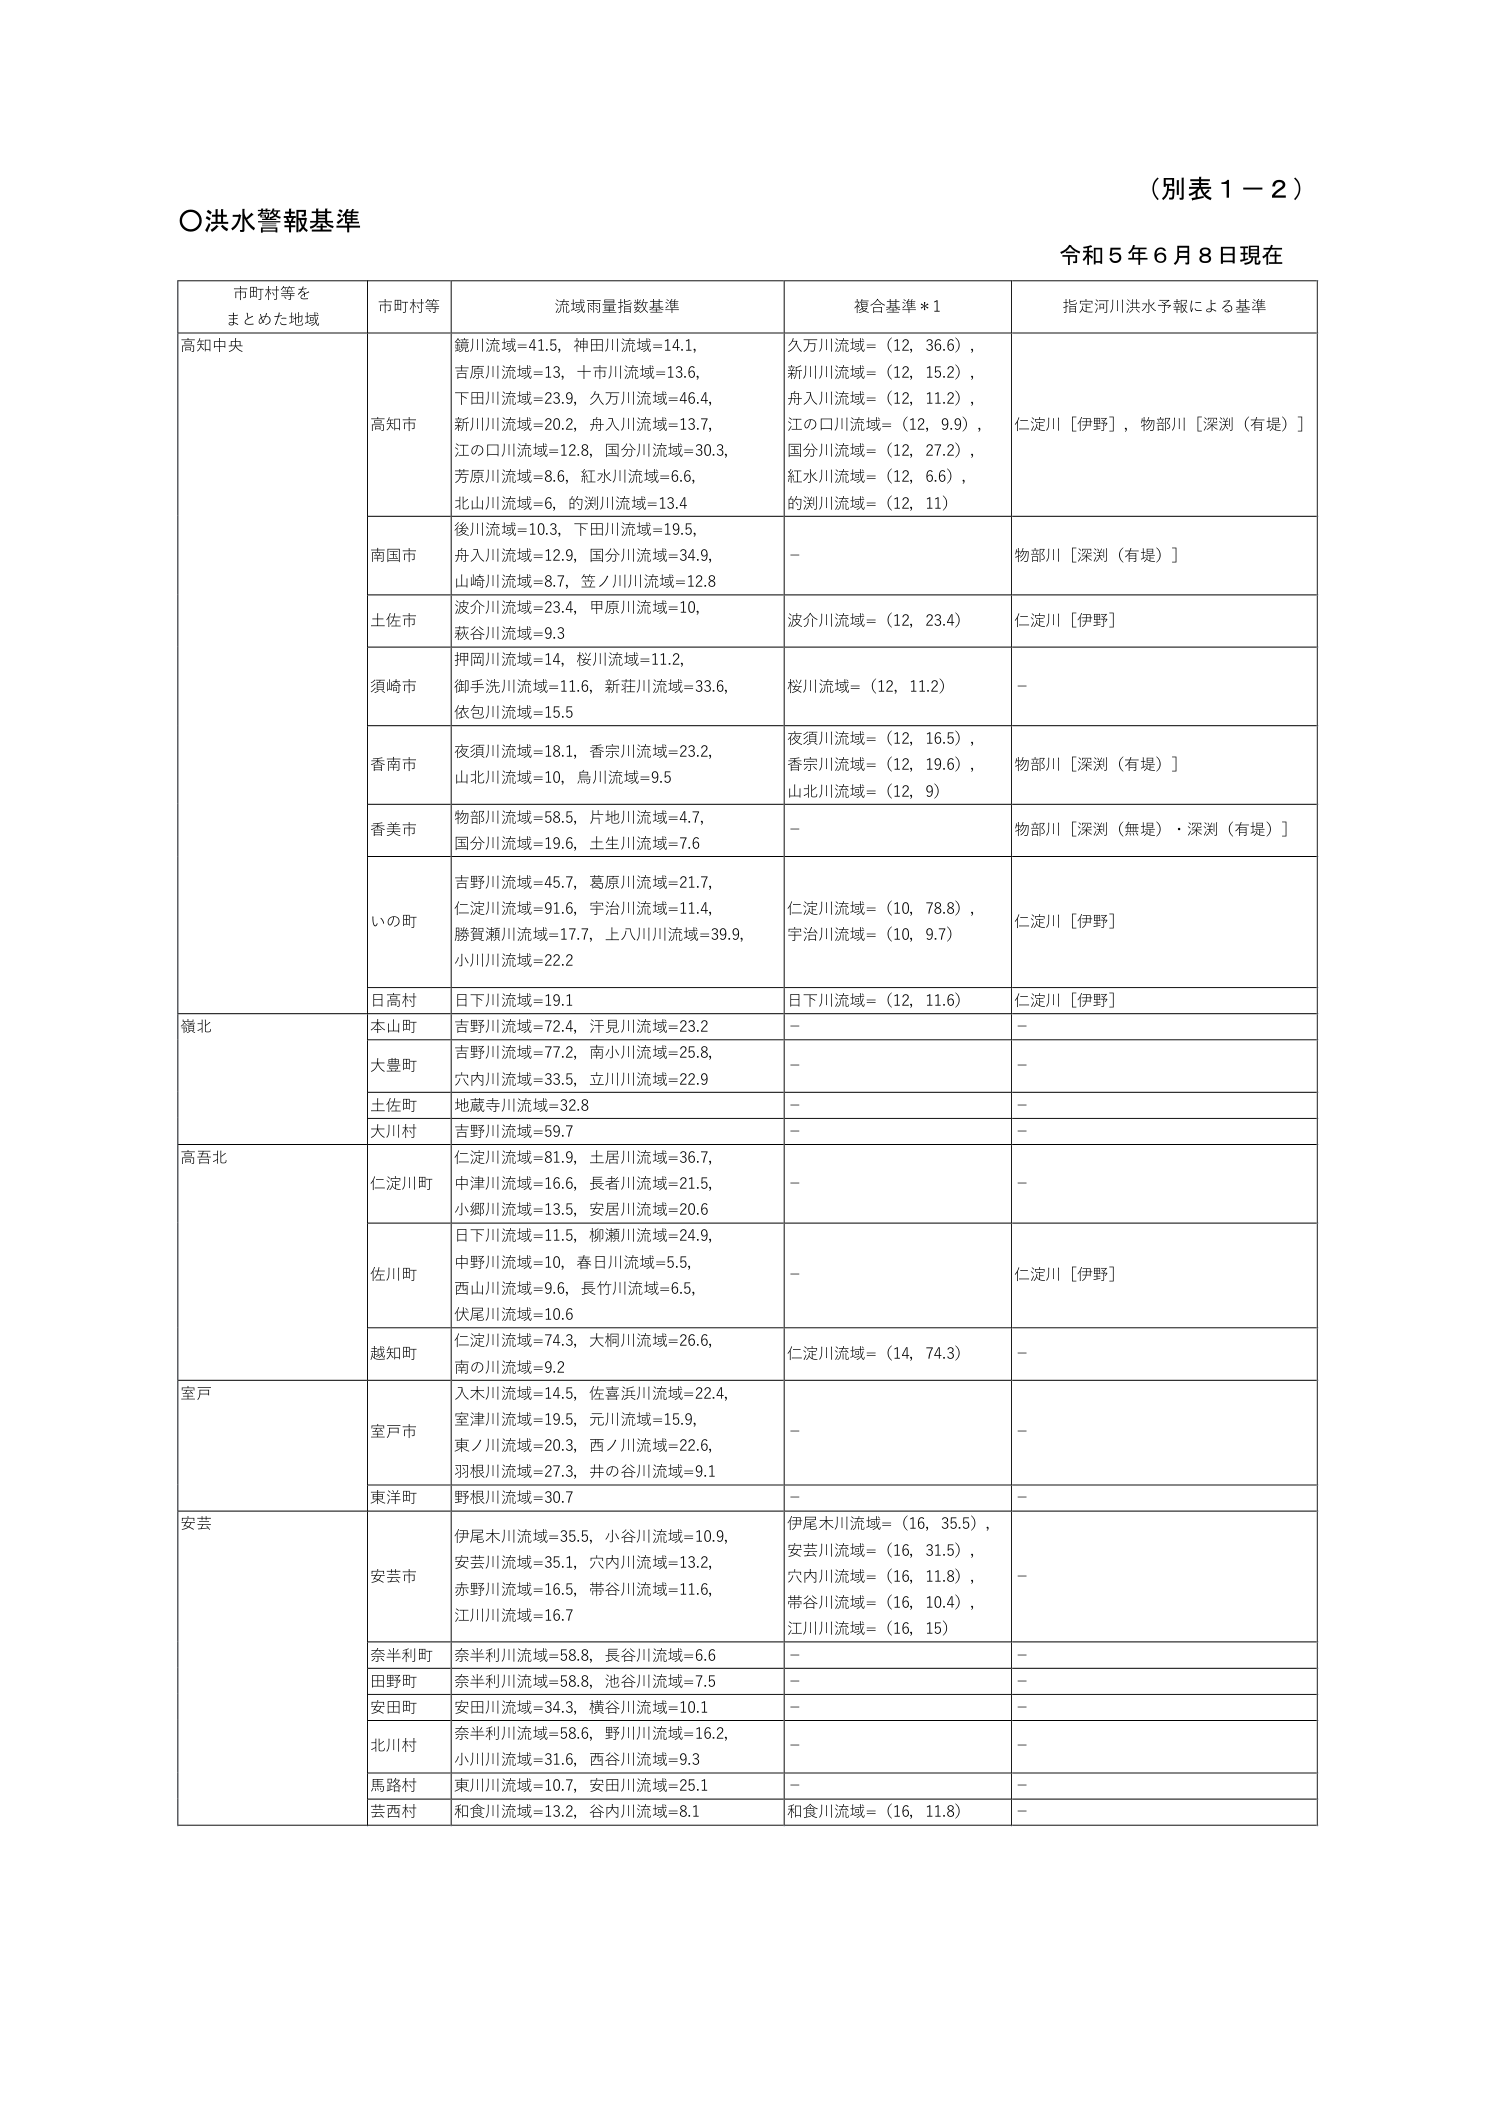 （別表１－２）
〇洪水警報基準
令和５年６月８日現在
市町村等を
まとめた地域
市町村等
流域雨量指数基準
複合基準＊1
指定河川洪水予報による基準
高知中央
高知市
鏡川流域=41.5，神田川流域=14.1，
吉原川流域=13，十市川流域=13.6，
下田川流域=23.9，久万川流域=46.4，
新川川流域=20.2，舟入川流域=13.7，
江の口川流域=12.8，国分川流域=30.3，
芳原川流域=8.6，紅水川流域=6.6，
北山川流域=6，的渕川流域=13.4
久万川流域=（12，36.6），
新川川流域=（12，15.2），
舟入川流域=（12，11.2），
江の口川流域=（12，9.9），
国分川流域=（12，27.2），
紅水川流域=（12，6.6），
的渕川流域=（12，11）
仁淀川［伊野］，物部川［深渕（有堤）］
南国市
後川流域=10.3，下田川流域=19.5，
舟入川流域=12.9，国分川流域=34.9，
山崎川流域=8.7，笠ノ川川流域=12.8
－
物部川［深渕（有堤）］
土佐市
波介川流域=23.4，甲原川流域=10，
萩谷川流域=9.3
波介川流域=（12，23.4）
仁淀川［伊野］
須崎市
押岡川流域=14，桜川流域=11.2，
御手洗川流域=11.6，新荘川流域=33.6，
依包川流域=15.5
桜川流域=（12，11.2）
－
香南市
夜須川流域=18.1，香宗川流域=23.2，
山北川流域=10，烏川流域=9.5
夜須川流域=（12，16.5），
香宗川流域=（12，19.6），
山北川流域=（12，9）
物部川［深渕（有堤）］
香美市
物部川流域=58.5，片地川流域=4.7，
国分川流域=19.6，土生川流域=7.6
－
物部川［深渕（無堤）・深渕（有堤）］
いの町
吉野川流域=45.7，葛原川流域=21.7，
仁淀川流域=91.6，宇治川流域=11.4，
勝賀瀬川流域=17.7，上八川川流域=39.9，
小川川流域=22.2
仁淀川流域=（10，78.8），
宇治川流域=（10，9.7）
仁淀川［伊野］
日高村
日下川流域=19.1
日下川流域=（12，11.6）
仁淀川［伊野］
嶺北
本山町
吉野川流域=72.4，汗見川流域=23.2
－
－
大豊町
吉野川流域=77.2，南小川流域=25.8，
穴内川流域=33.5，立川川流域=22.9
－
－
土佐町
地蔵寺川流域=32.8
－
－
大川村
吉野川流域=59.7
－
－
高吾北
仁淀川町
仁淀川流域=81.9，土居川流域=36.7，
中津川流域=16.6，長者川流域=21.5，
小郷川流域=13.5，安居川流域=20.6
－
－
佐川町
日下川流域=11.5，柳瀬川流域=24.9，
中野川流域=10，春日川流域=5.5，
西山川流域=9.6，長竹川流域=6.5，
伏尾川流域=10.6
－
仁淀川［伊野］
越知町
仁淀川流域=74.3，大桐川流域=26.6，
南の川流域=9.2
仁淀川流域=（14，74.3）
－
室戸
室戸市
入木川流域=14.5，佐喜浜川流域=22.4，
室津川流域=19.5，元川流域=15.9，
東ノ川流域=20.3，西ノ川流域=22.6，
羽根川流域=27.3，井の谷川流域=9.1
－
－
東洋町
野根川流域=30.7
－
－
安芸
安芸市
伊尾木川流域=35.5，小谷川流域=10.9，
安芸川流域=35.1，穴内川流域=13.2，
赤野川流域=16.5，帯谷川流域=11.6，
江川川流域=16.7
伊尾木川流域=（16，35.5），
安芸川流域=（16，31.5），
穴内川流域=（16，11.8），
帯谷川流域=（16，10.4），
江川川流域=（16，15）
－
奈半利町
奈半利川流域=58.8，長谷川流域=6.6
－
－
田野町
奈半利川流域=58.8，池谷川流域=7.5
－
－
安田町
安田川流域=34.3，横谷川流域=10.1
－
－
北川村
奈半利川流域=58.6，野川川流域=16.2，
小川川流域=31.6，西谷川流域=9.3
－
－
馬路村
東川川流域=10.7，安田川流域=25.1
－
－
芸西村
和食川流域=13.2，谷内川流域=8.1
和食川流域=（16，11.8）
－